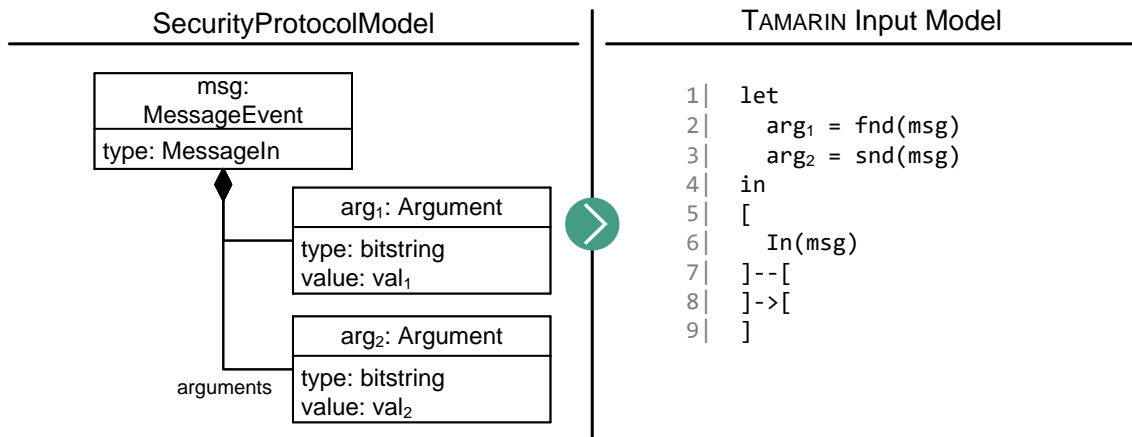 SecurityProtocolModel
msg:
MessageEvent
type: MessageIn
arg₁: Argument
type: bitstring
value: val₁
arg₂: Argument
type: bitstring
value: val₂
arguments
TAMARIN Input Model
1| let
2| arg₁ = fnd(msg)
3| arg₂ = snd(msg)
4| in
5| [
6| In(msg)
7| ]--[
8| ]->[
9| ]